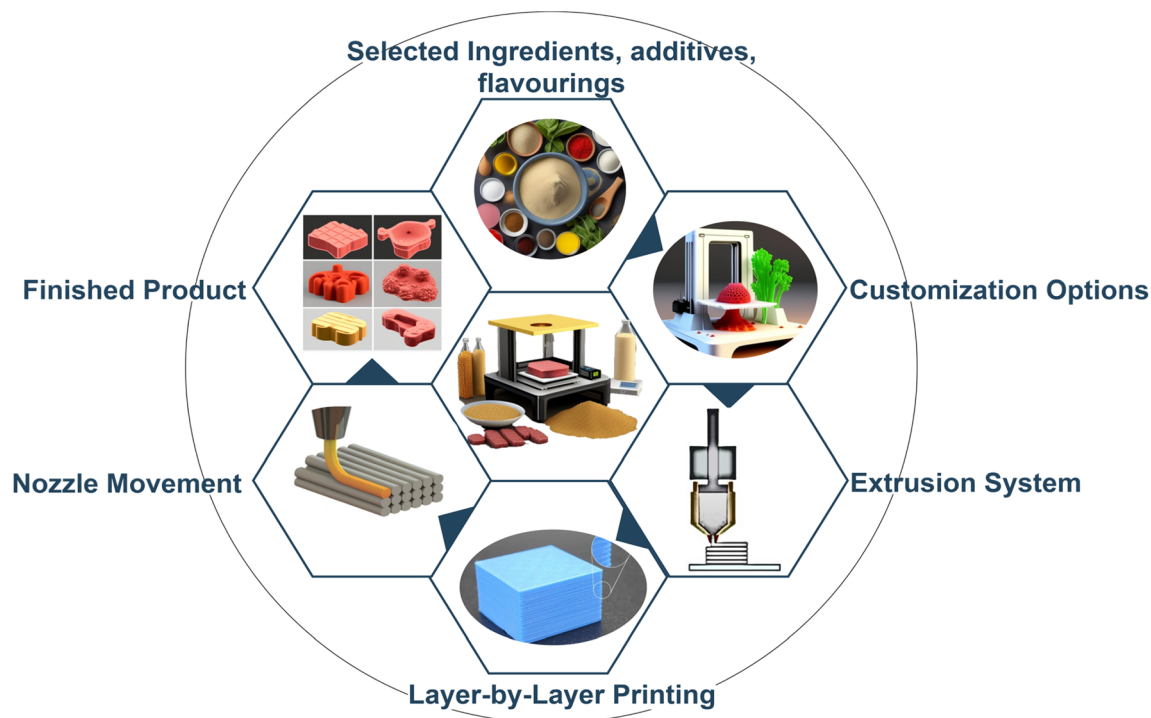 Selected Ingredients, additives,
flavourings
Finished Product
Customization Options
Nozzle Movement
Extrusion System
Layer-by-Layer Printing